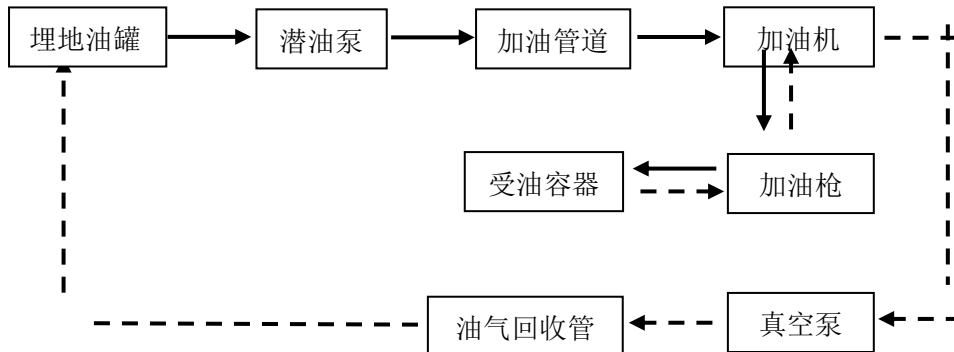 埋地油罐
潜油泵
加油管道
加油机
受油容器
加油枪
油气回收管
真空泵